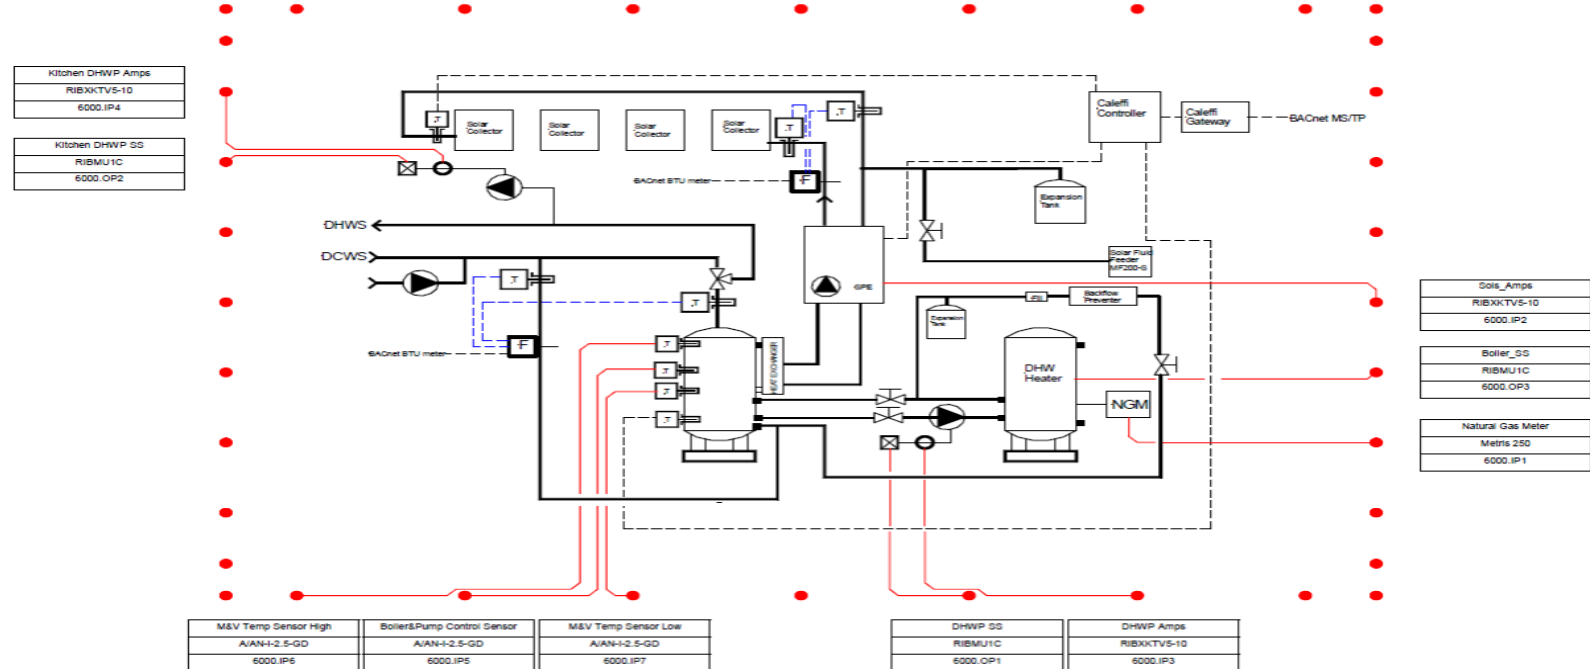 Kitchen DHWP Amps
RIBXKTV5-10
6000.IP4
Kitchen DHWP SS
RIBMU1C
6000.OP2
.T
Solar
Collector
Solar
Collector
Solar
Collector
Solar
Collector
.T
.T
Caleffi
Controller
Caleffi
Gateway
BACnet MS/TP
BACnet BTU meter
F
Expansion
Tank
DHWS
DCWS
Solar Fluid
Feeder
MF200-S
.T
.T
GPE
Expansion
Tank
Backflow
Preventer
BACnet BTU meter
F
.T
.T
.T
.T
HEAT EXCHANGER
DHW
Heater
NGM
Sols_Amps
RIBXKTV5-10
6000.IP2
Boiler_SS
RIBMU1C
6000.OP3
Natural Gas Meter
Metris 250
6000.IP1
M&V Temp Sensor High
A/AN-I-2.5-GD
6000.IP6
Boiler&Pump Control Sensor
A/AN-I-2.5-GD
6000.IP5
M&V Temp Sensor Low
A/AN-I-2.5-GD
6000.IP7
DHWP SS
RIBMU1C
6000.OP1
DHWP Amps
RIBXKTV5-10
6000.IP3